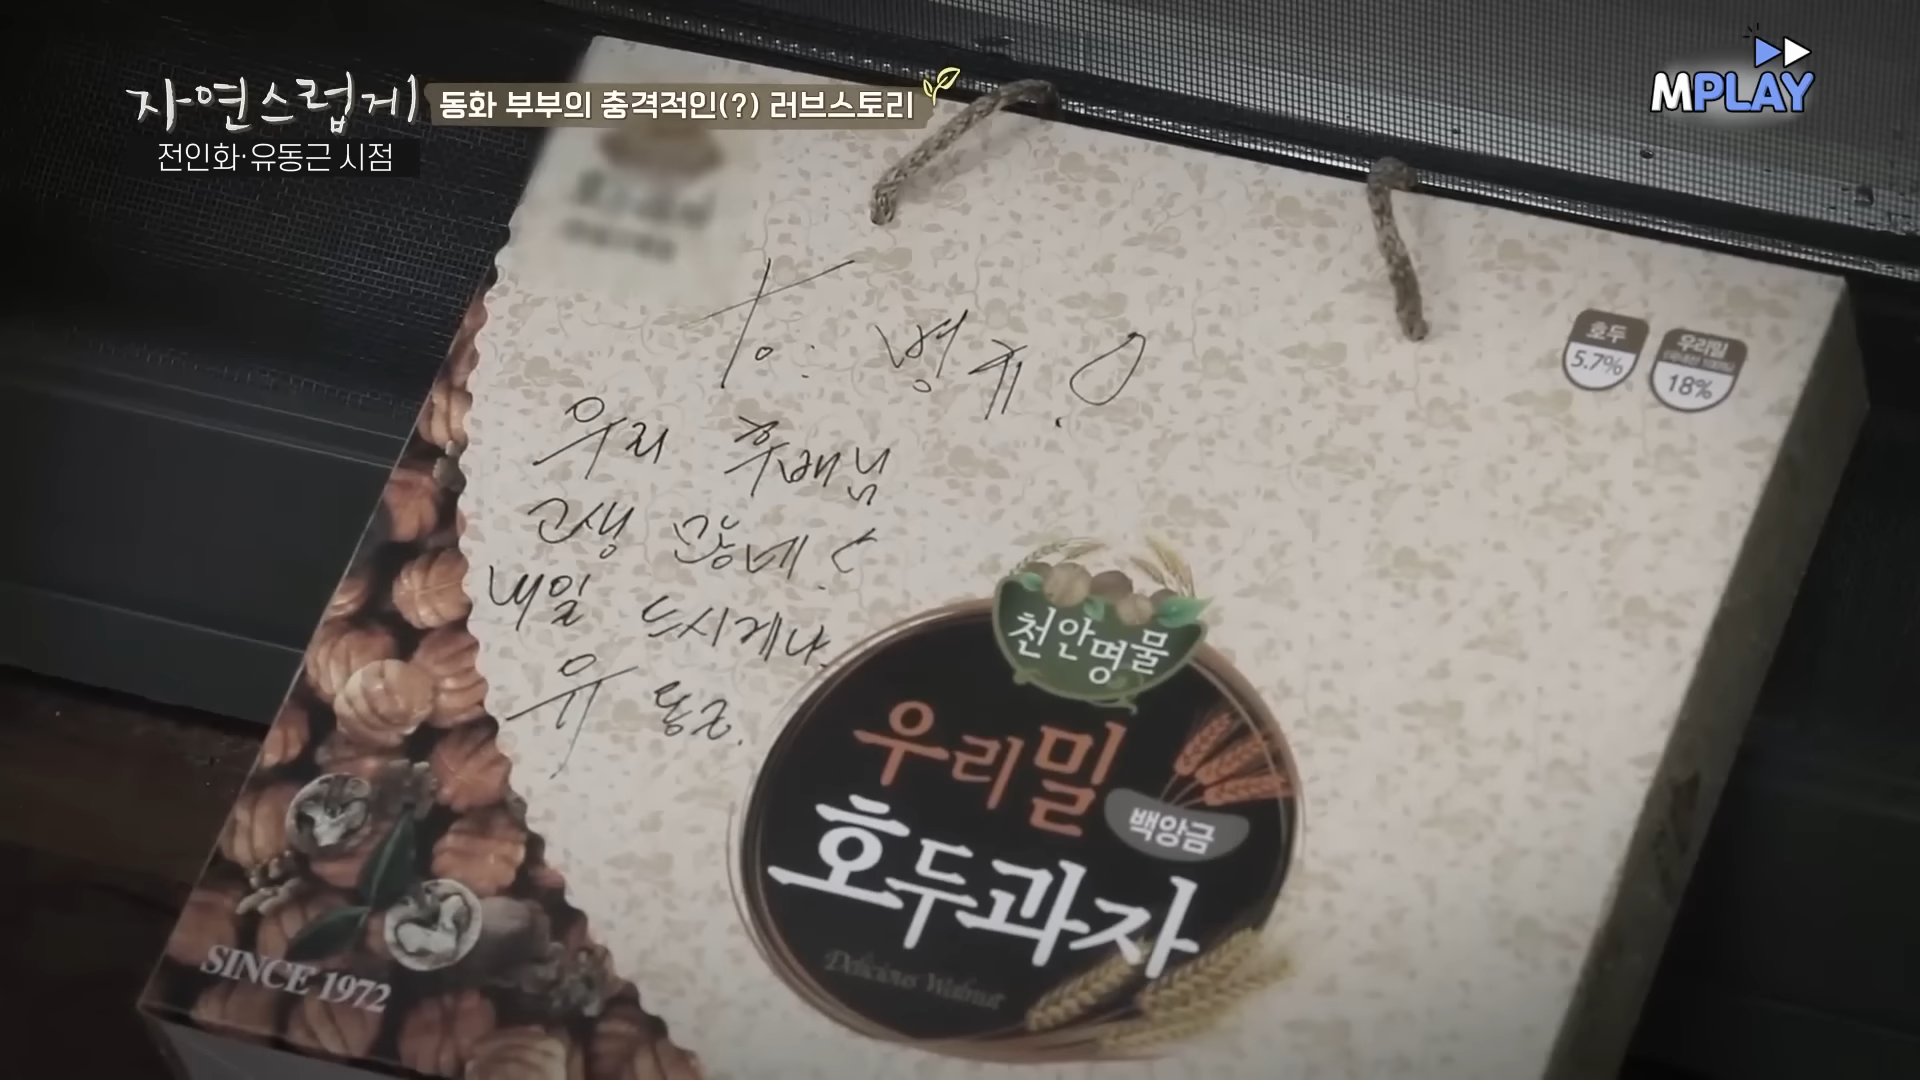 자연스럽게
동화 부부의 충격적인(?) 러브스토리
전인화·유동근 시점
MPLAY
To: 병규.
우리 후배님
고생 많네!
내일 드시게나.
유동근.
호두
5.7%
우리밀
18%
천안명물
우리밀
백앙금
호두과자
Delicious Walnut
SINCE 1972